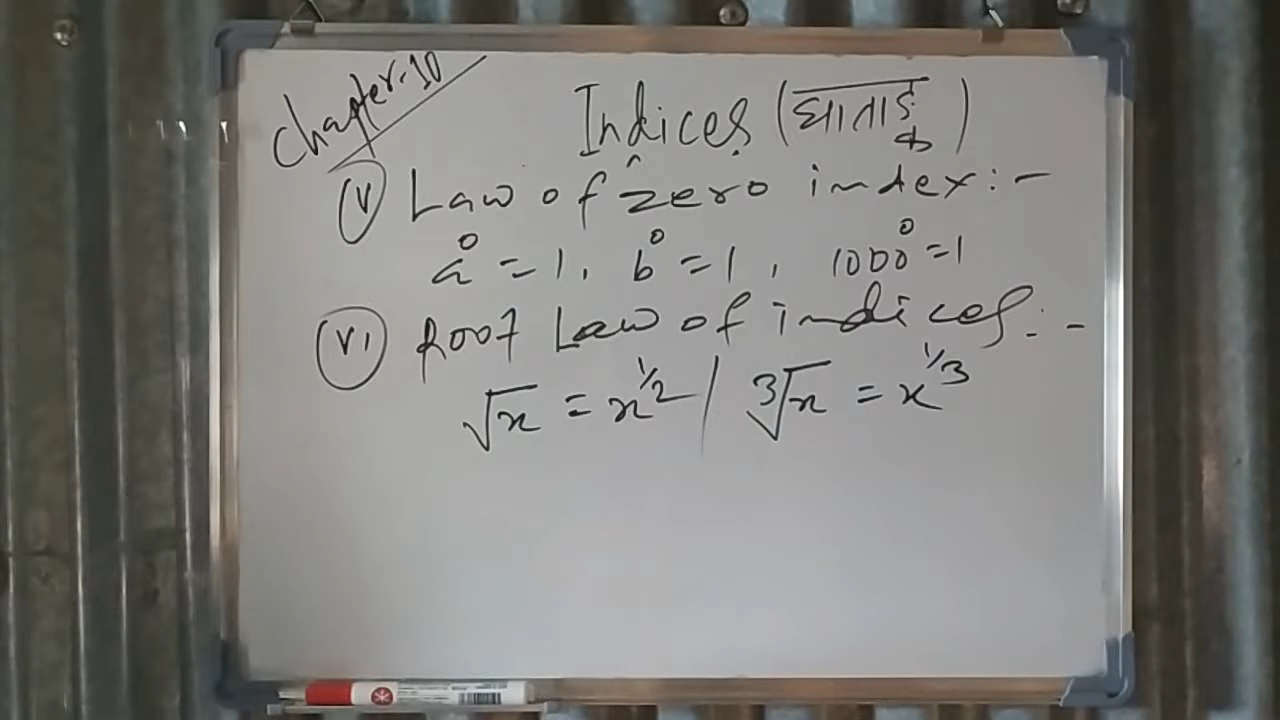 Chapter-10
Indices (घाताङ्क)
(v) Law of zero index:-
a⁰ = 1, b⁰ = 1, 1000⁰ = 1
(vi) Root Law of indices:-
√x = x^1/2 | ∛x = x^1/3